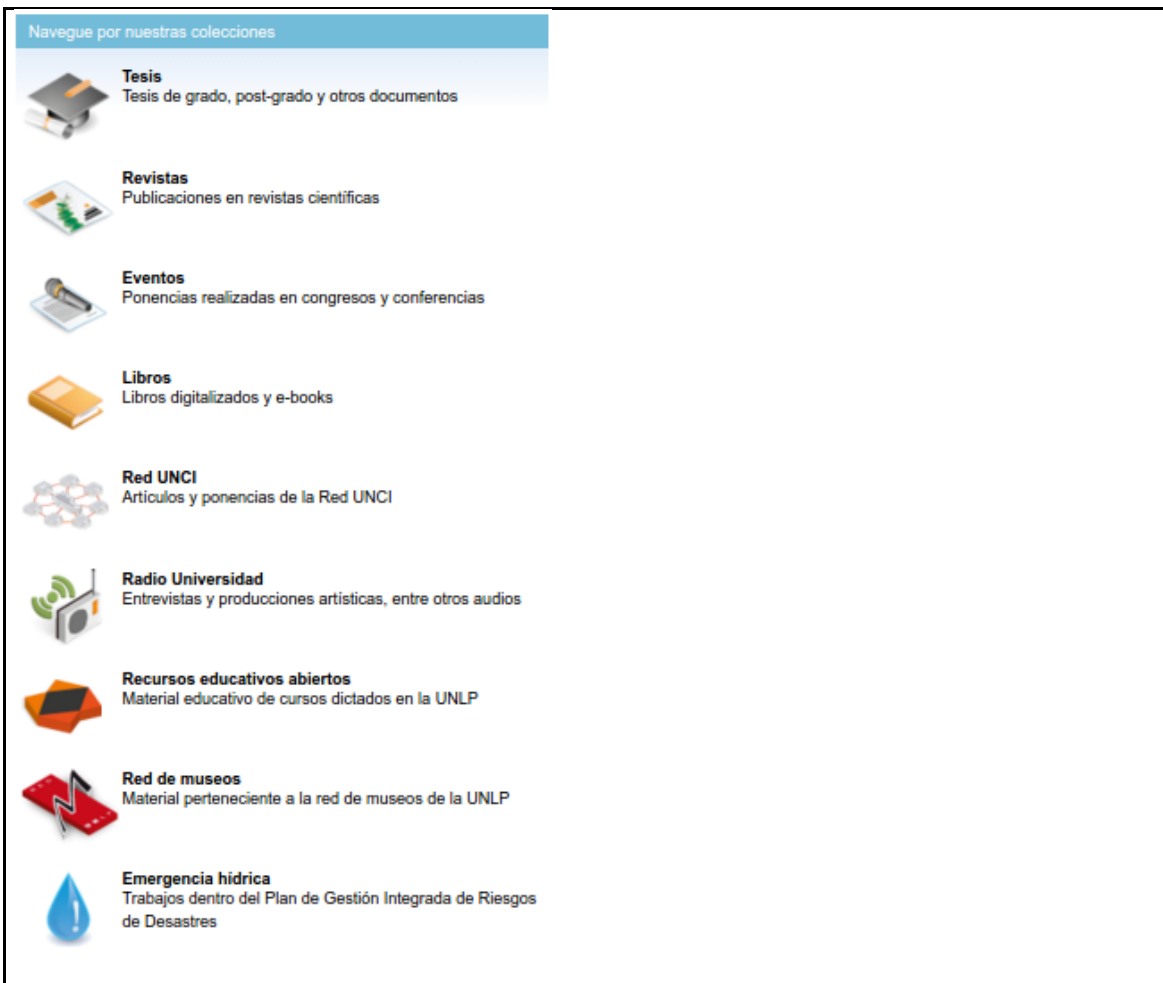 Navegue por nuestras colecciones
Tesis
Tesis de grado, post-grado y otros documentos
Revistas
Publicaciones en revistas científicas
Eventos
Ponencias realizadas en congresos y conferencias
Libros
Libros digitalizados y e-books
Red UNCI
Artículos y ponencias de la Red UNCI
Radio Universidad
Entrevistas y producciones artísticas, entre otros audios
Recursos educativos abiertos
Material educativo de cursos dictados en la UNLP
Red de museos
Material perteneciente a la red de museos de la UNLP
Emergencia hídrica
Trabajos dentro del Plan de Gestión Integrada de Riesgos
de Desastres